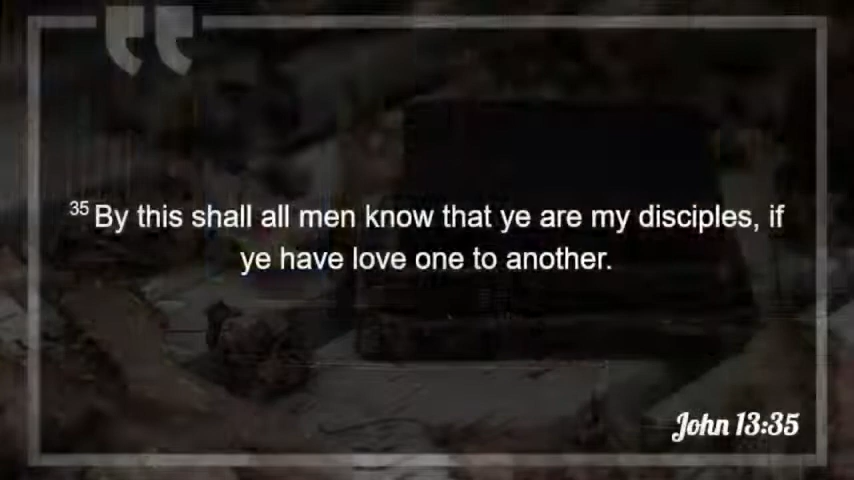 35 By this shall all men know that ye are my disciples, if
ye have love one to another.
John 13:35